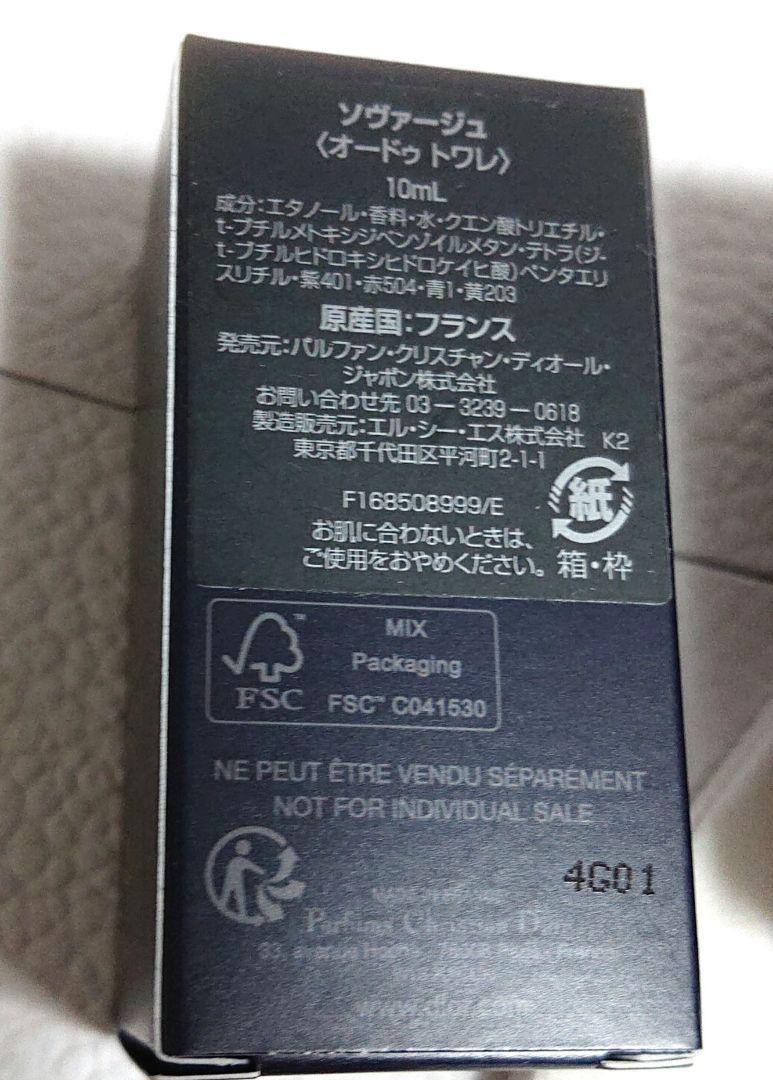 ソヴァージュ
〈オードゥ トワレ〉
10mL
成分：エタノール・香料・水・クエン酸トリエチル・
t-ブチルメトキシジベンゾイルメタン・テトラ(ジ-
t-ブチルヒドロキシヒドロケイヒ酸)ペンタエリ
スリチル・紫401・赤504・青1・黄203
原産国：フランス
発売元：パルファン・クリスチャン・ディオール・
ジャポン株式会社
お問い合わせ先 03－3239－0618
製造販売元：エル・シー・エス株式会社 K2
東京都千代田区平河町2-1-1
紙
F168508999/E
お肌に合わないときは、
ご使用をおやめください。 箱・枠
FSC™
MIX
Packaging
FSC™ C041530
NE PEUT ÊTRE VENDU SÉPARÉMENT
NOT FOR INDIVIDUAL SALE
4G01
Parfums Christian Dior
33, avenue
www.dior.com